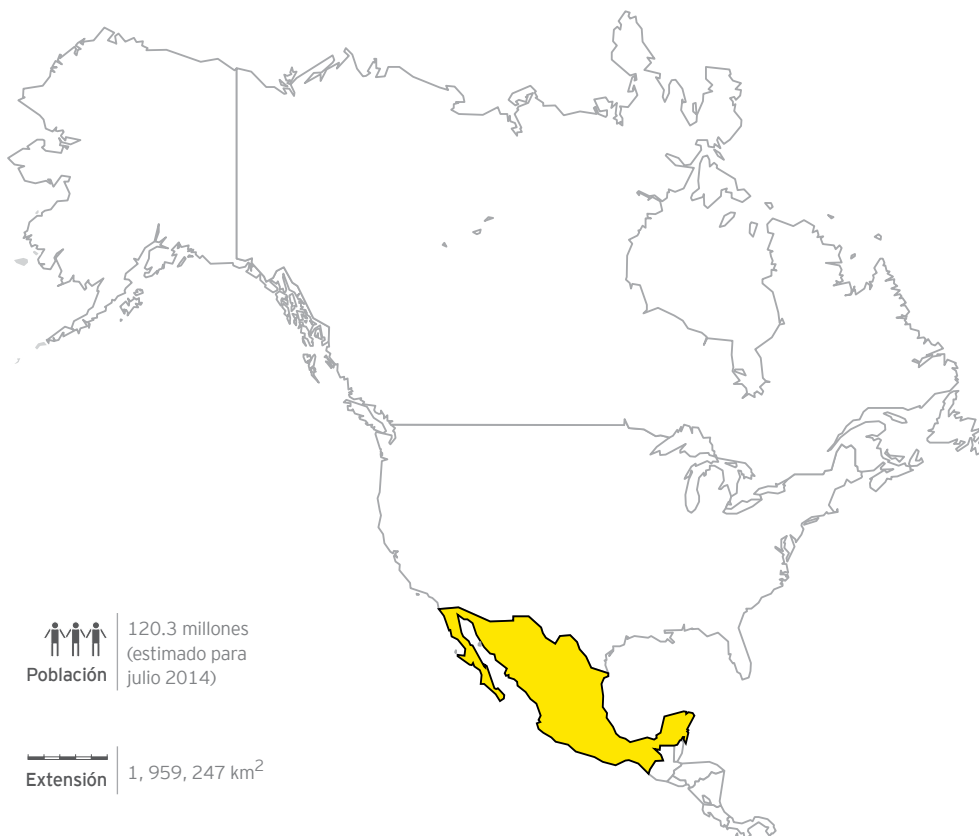 120.3 millones
(estimado para
julio 2014)
Población
1, 959, 247 km²
Extensión